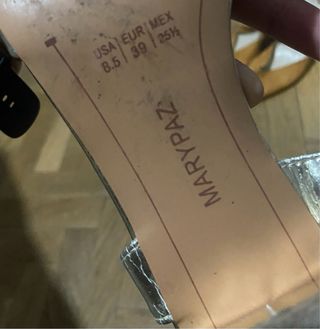 USA | EUR | MEX
8.5 | 39 | 25½
MARYPAZ